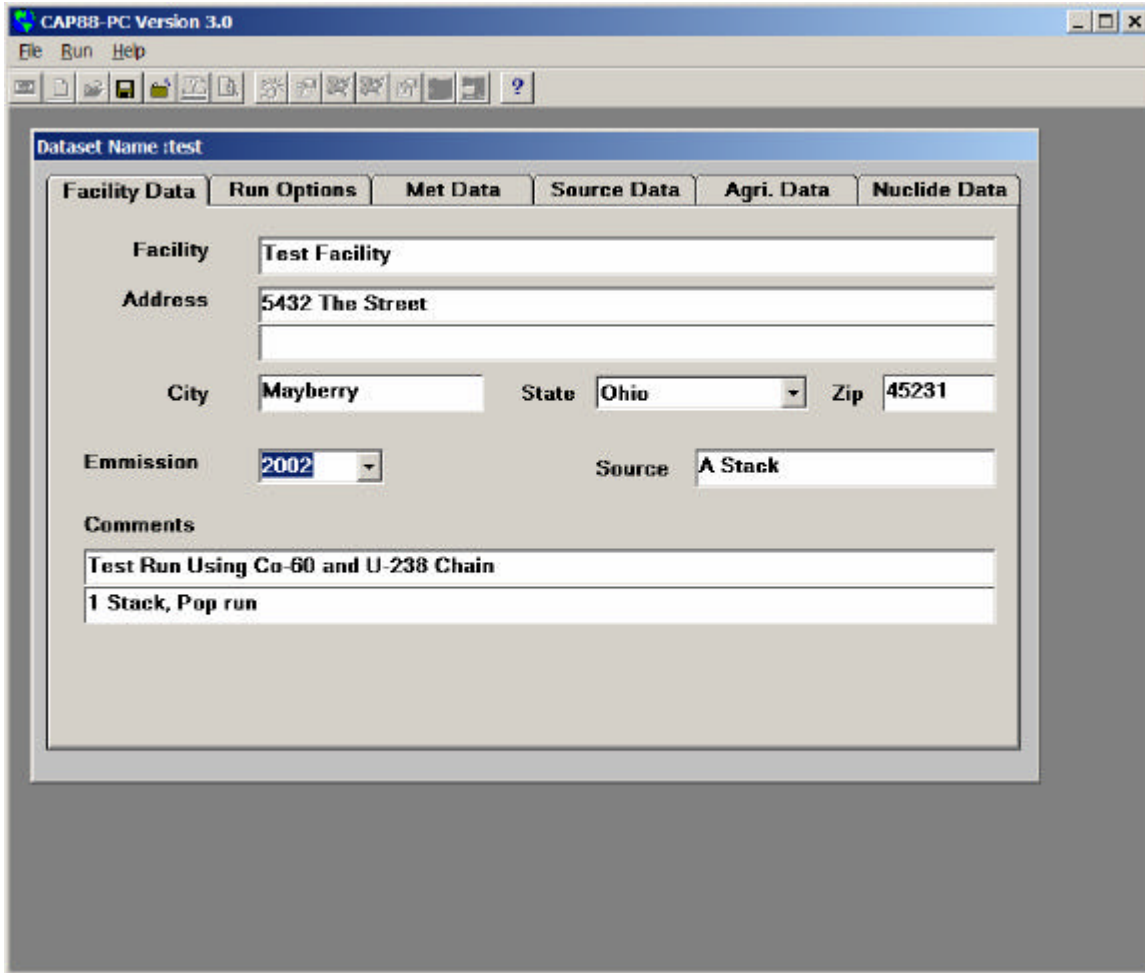 CAP88-PC Version 3.0
File Run Help
?
Dataset Name :test
Facility Data Run Options Met Data Source Data Agri. Data Nuclide Data
Facility Test Facility
Address 5432 The Street
City Mayberry State Ohio Zip 45231
Emmission 2002 Source A Stack
Comments
Test Run Using Co-60 and U-238 Chain
1 Stack, Pop run